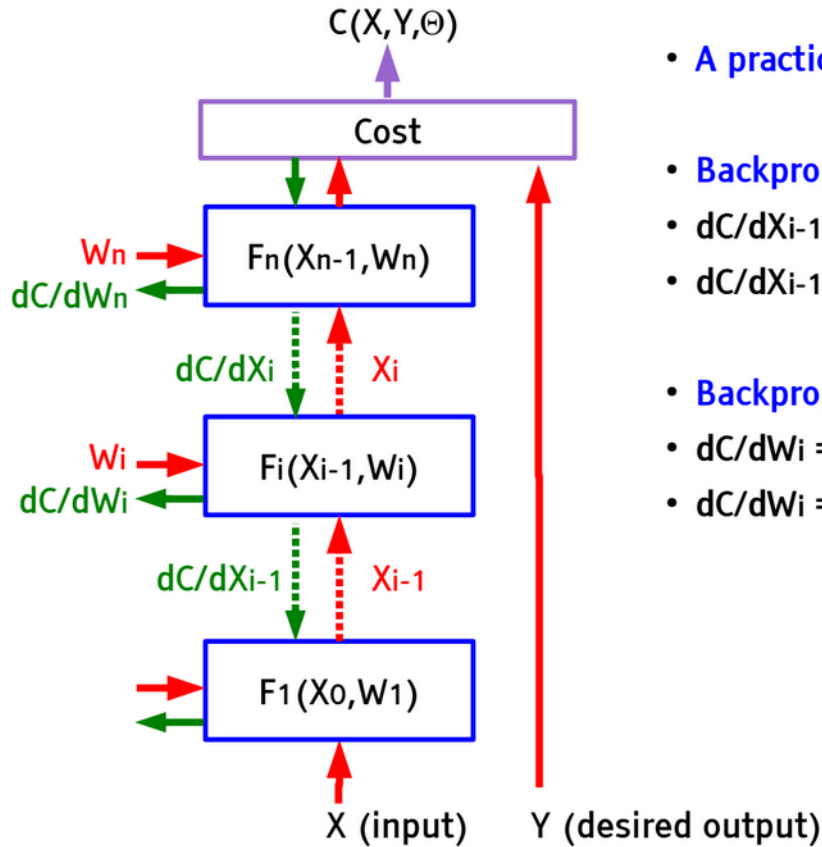 C(X,Y,Θ)
Cost
Fn(Xn-1,Wn)
Wn
dC/dWn
dC/dXi
Xi
Fi(Xi-1,Wi)
Wi
dC/dWi
dC/dXi-1
Xi-1
F1(X0,W1)
X (input)
Y (desired output)
• A practic
• Backpro
• dC/dXi-1
• dC/dXi-1
• Backpro
• dC/dWi =
• dC/dWi =